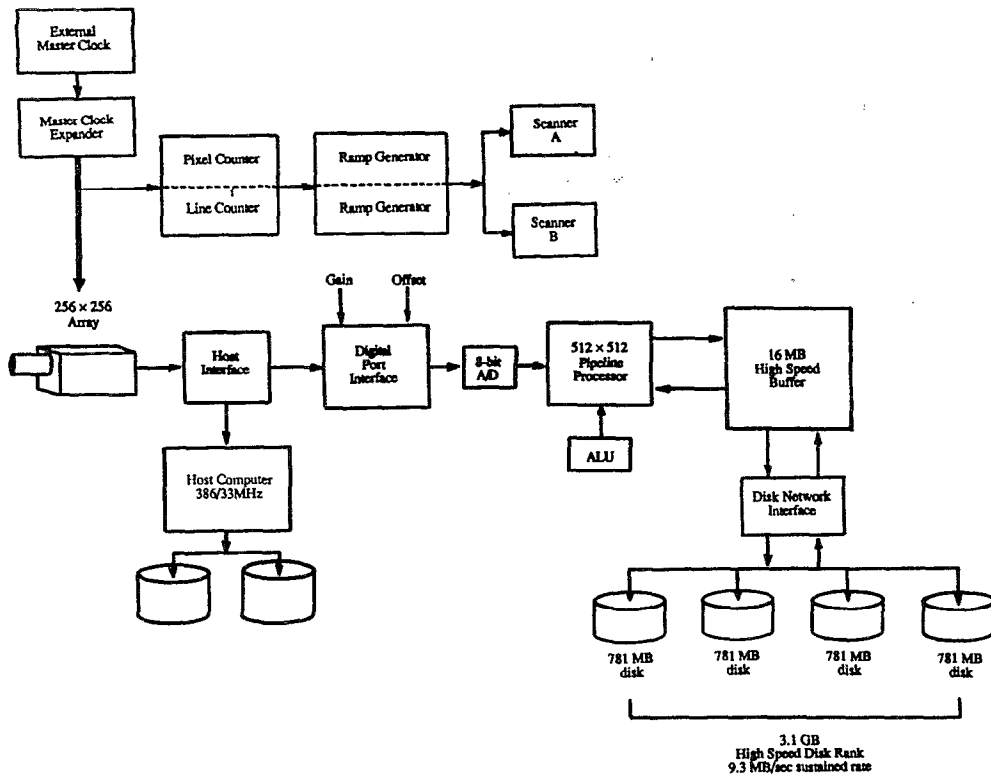 External
Master Clock
Master Clock
Expander
Pixel Counter
Line Counter
Ramp Generator
Ramp Generator
Scanner
A
Scanner
B
256 × 256
Array
Gain
Offset
Host
Interface
Digital
Port
Interface
8-bit
A/D
512 × 512
Pipeline
Processor
16 MB
High Speed
Buffer
ALU
Host Computer
386/33MHz
Disk Network
Interface
781 MB
disk
781 MB
disk
781 MB
disk
781 MB
disk
3.1 GB
High Speed Disk Rank
9.3 MB/sec sustained rate